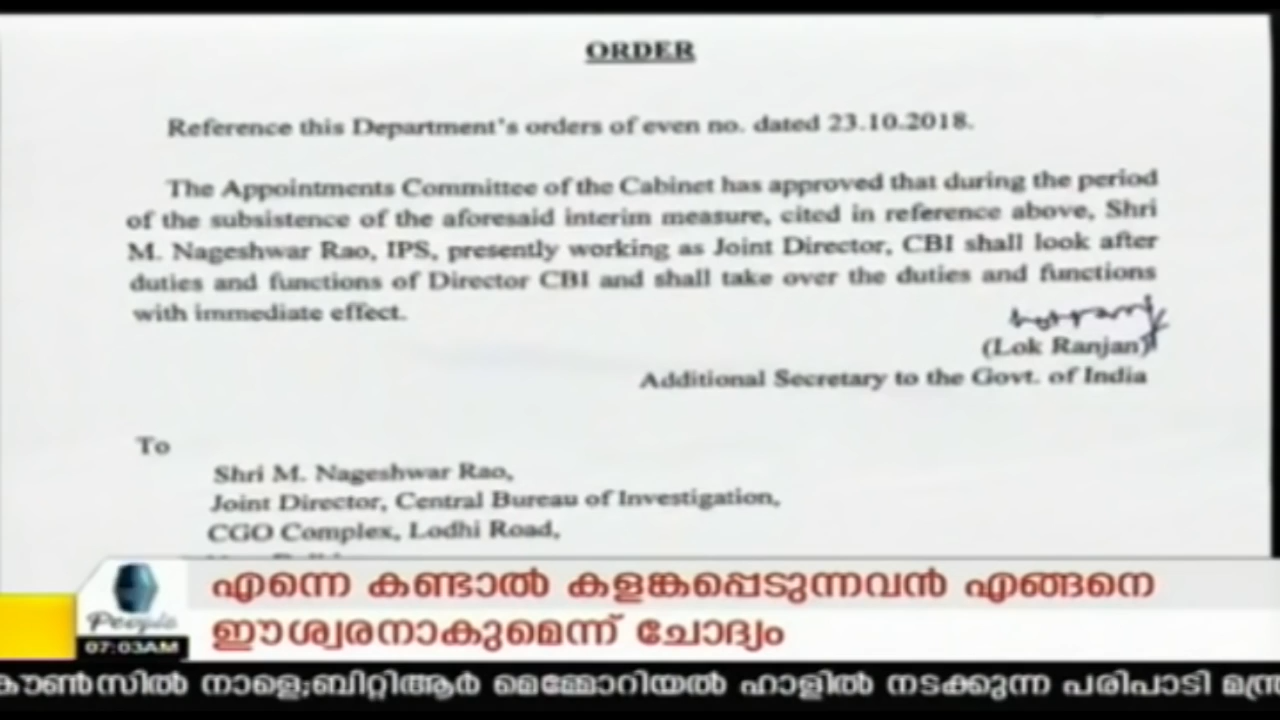 ORDER
Reference this Department's orders of even no. dated 23.10.2018.
The Appointments Committee of the Cabinet has approved that during the period
of the subsistence of the aforesaid interim measure, cited in reference above, Shri
M. Nageshwar Rao, IPS, presently working as Joint Director, CBI shall look after
duties and functions of Director CBI and shall take over the duties and functions
with immediate effect.
(Lok Ranjan)
Additional Secretary to the Govt. of India
To
Shri M. Nageshwar Rao,
Joint Director, Central Bureau of Investigation,
CGO Complex, Lodhi Road,
എന്നെ കണ്ടാൽ കളങ്കപ്പെടുന്നവൻ എങ്ങനെ
ഈശ്വരനാകുമെന്ന് ചോദ്യം
People
07:03AM
കൗൺസിൽ നാളെ;ബിറ്റിആർ മെമ്മോറിയൽ ഹാളിൽ നടക്കുന്ന പരിപാടി